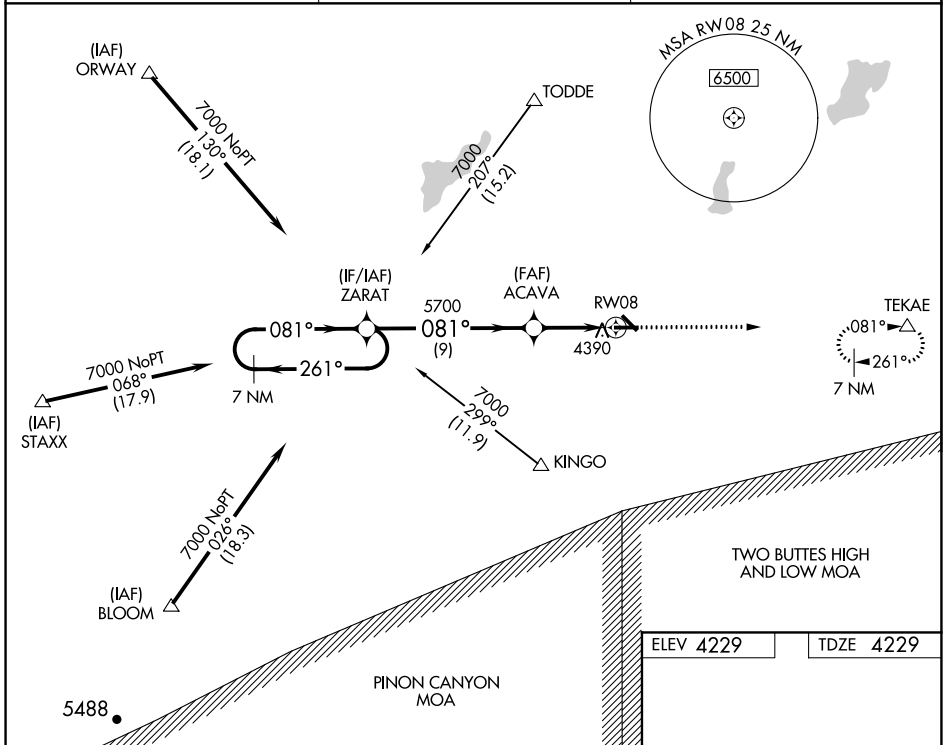 (IAF)
ORWAY
7000 NoPT
130°
(18.1)
TODDE
7000
207°
(15.2)
MSA RW08 25 NM
6500
(IF/IAF)
ZARAT
5700
081°
(9)
(FAF)
ACAVA
RW08
4390
TEKAE
081°
261°
7 NM
081°
261°
7 NM
7000 NoPT
068°
(17.9)
(IAF)
STAXX
7000
299°
(11.9)
KINGO
7000 NoPT
026°
(18.3)
(IAF)
BLOOM
TWO BUTTES HIGH
AND LOW MOA
PINON CANYON
MOA
5488
ELEV 4229
TDZE 4229